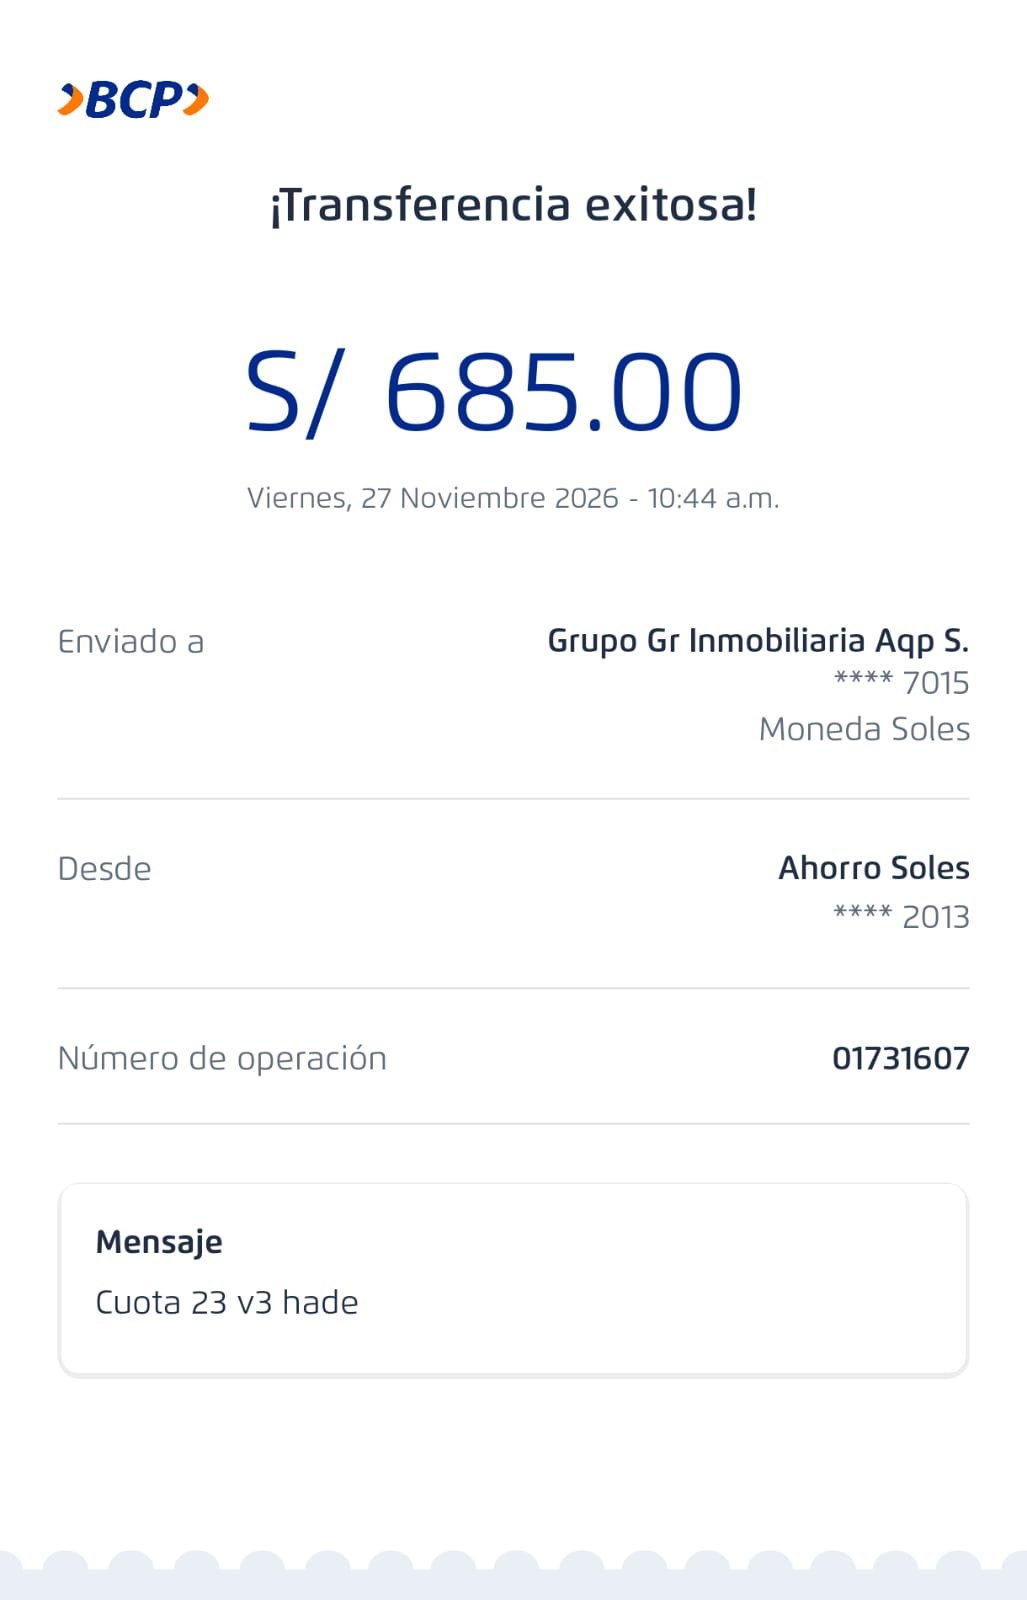 BCP
¡Transferencia exitosa!
S/ 685.00
Viernes, 27 Noviembre 2026 - 10:44 a.m.
Enviado a
Grupo Gr Inmobiliaria Aqp S.
**** 7015
Moneda Soles
Desde
Ahorro Soles
**** 2013
Número de operación
01731607
Mensaje
Cuota 23 v3 hade